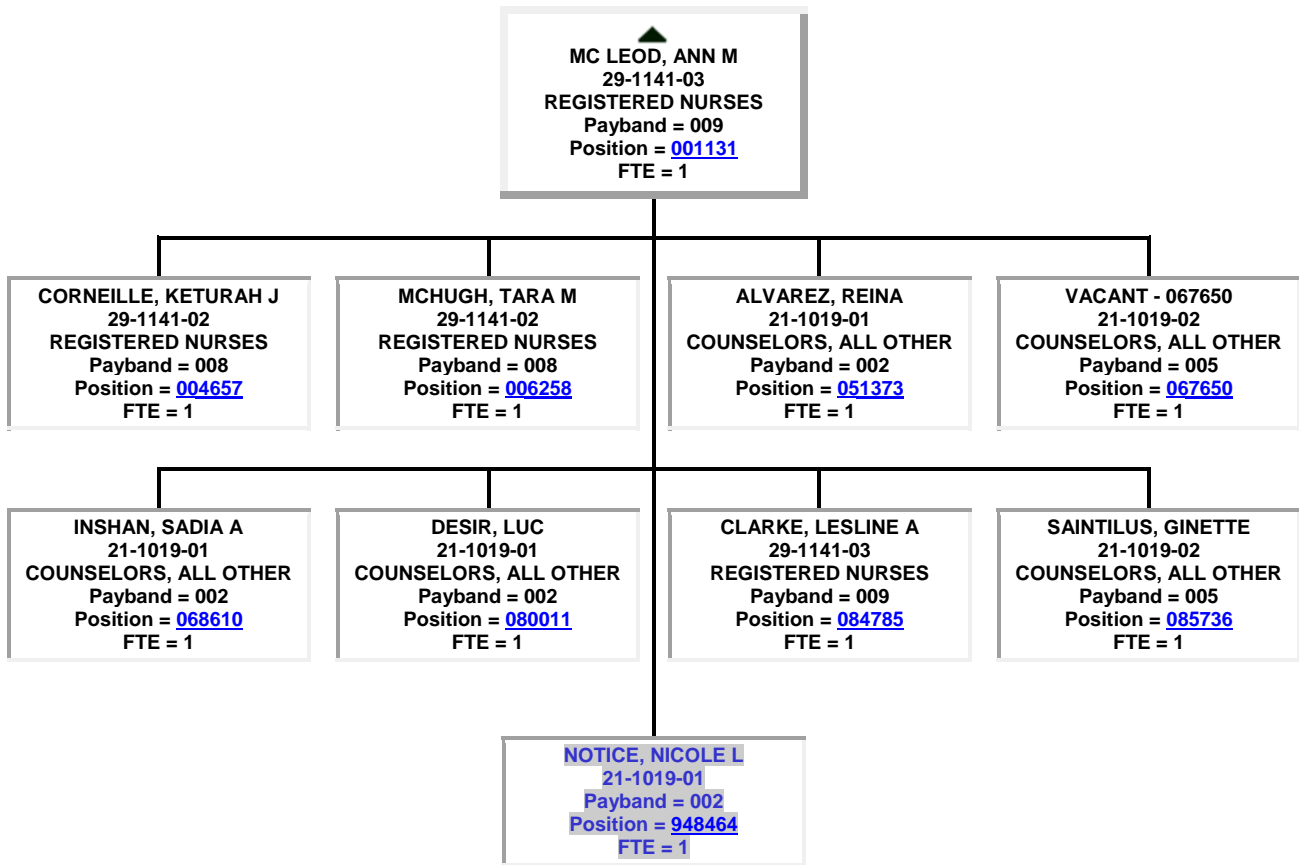 MC LEOD, ANN M
29-1141-03
REGISTERED NURSES
Payband = 009
Position = 001131
FTE = 1
CORNEILLE, KETURAH J
29-1141-02
REGISTERED NURSES
Payband = 008
Position = 004657
FTE = 1
MCHUGH, TARA M
29-1141-02
REGISTERED NURSES
Payband = 008
Position = 006258
FTE = 1
ALVAREZ, REINA
21-1019-01
COUNSELORS, ALL OTHER
Payband = 002
Position = 051373
FTE = 1
VACANT - 067650
21-1019-02
COUNSELORS, ALL OTHER
Payband = 005
Position = 067650
FTE = 1
INSHAN, SADIA A
21-1019-01
COUNSELORS, ALL OTHER
Payband = 002
Position = 068610
FTE = 1
DESIR, LUC
21-1019-01
COUNSELORS, ALL OTHER
Payband = 002
Position = 080011
FTE = 1
CLARKE, LESLINE A
29-1141-03
REGISTERED NURSES
Payband = 009
Position = 084785
FTE = 1
SAINTILUS, GINETTE
21-1019-02
COUNSELORS, ALL OTHER
Payband = 005
Position = 085736
FTE = 1
NOTICE, NICOLE L
21-1019-01
Payband = 002
Position = 948464
FTE = 1